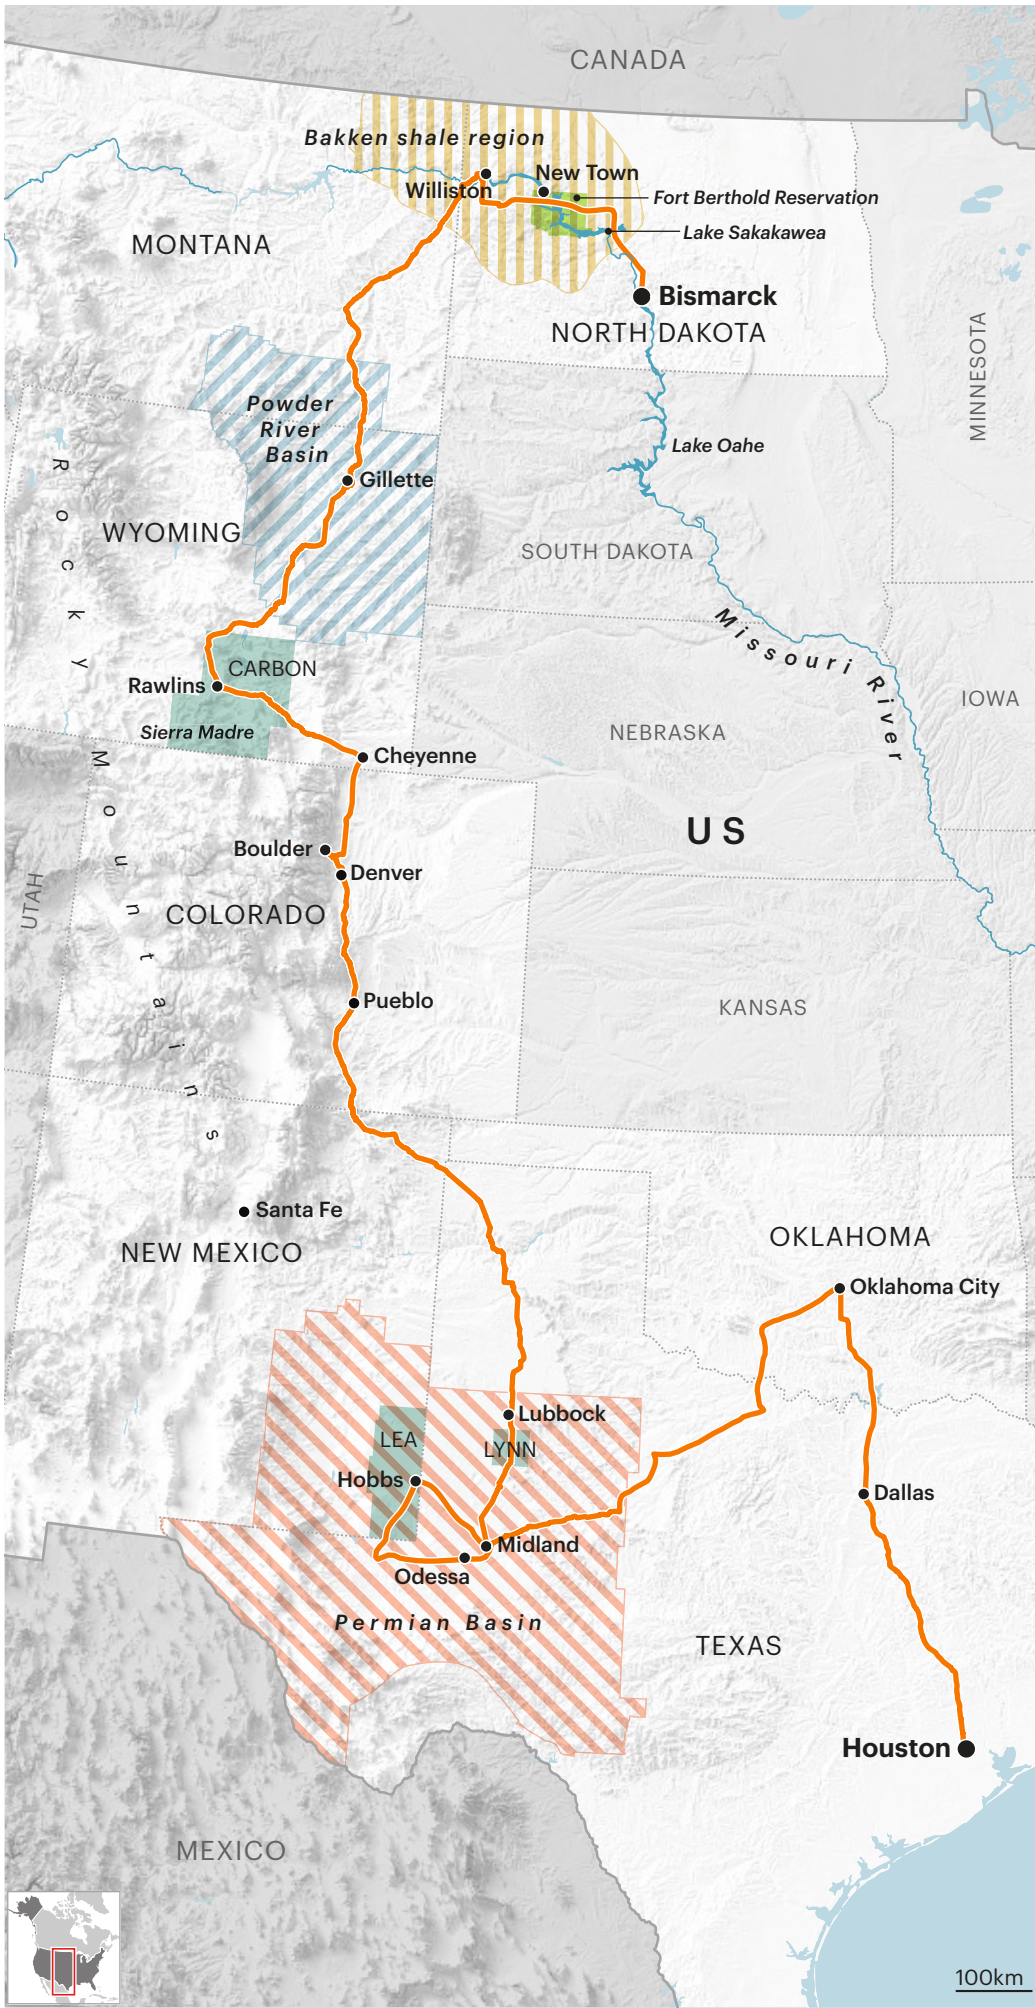 CANADA
Bakken shale region
New Town
Williston
Fort Berthold Reservation
Lake Sakakawea
MONTANA
Bismarck
NORTH DAKOTA
MINNESOTA
Powder
River
Basin
Lake Oahe
Gillette
WYOMING
SOUTH DAKOTA
Rocky Mountains
Missouri River
CARBON
Rawlins
IOWA
Sierra Madre
NEBRASKA
Cheyenne
US
Boulder
Denver
UTAH
COLORADO
Pueblo
KANSAS
Santa Fe
NEW MEXICO
OKLAHOMA
Oklahoma City
Lubbock
LEA
LYNN
Hobbs
Dallas
Midland
Odessa
Permian Basin
TEXAS
Houston
MEXICO
100km